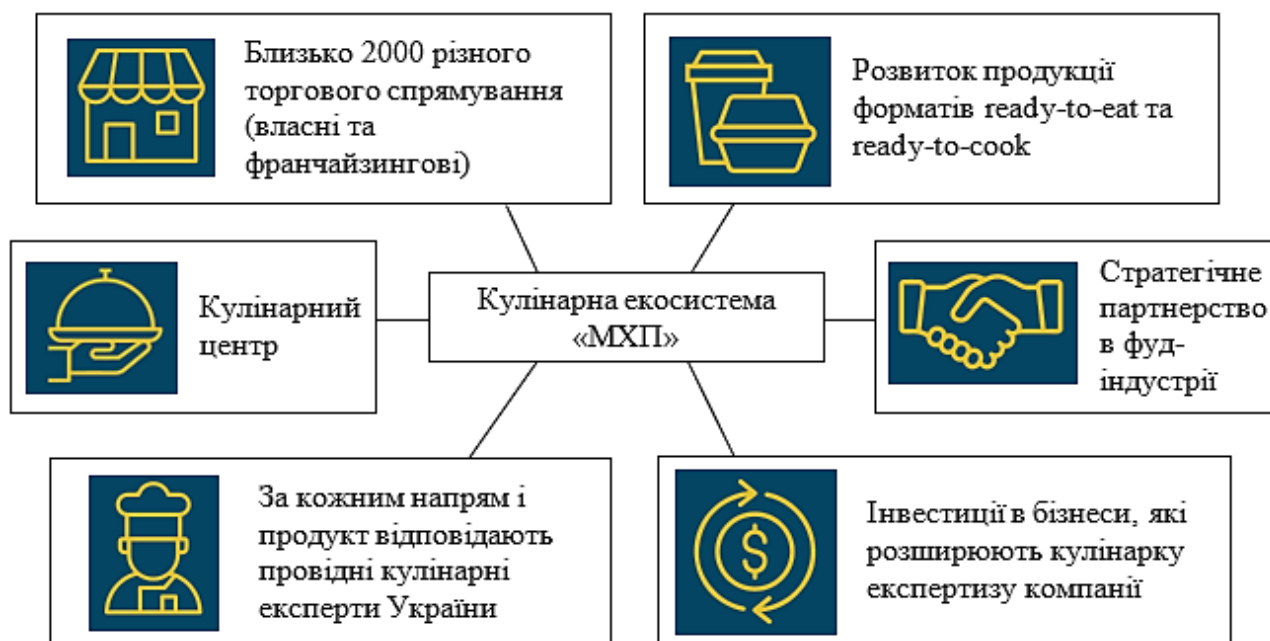 Близько 2000 різного
торгового спрямування
(власні та
франчайзингові)
Розвиток продукції
форматів ready-to-eat та
ready-to-cook
Кулінарний
центр
Кулінарна екосистема
«МХП»
Стратегічне
партнерство
в фуд-
індустрії
За кожним напрям і
продукт відповідають
провідні кулінарні
експерти України
$
Інвестиції в бізнеси, які
розширюють кулінарку
експертизу компанії